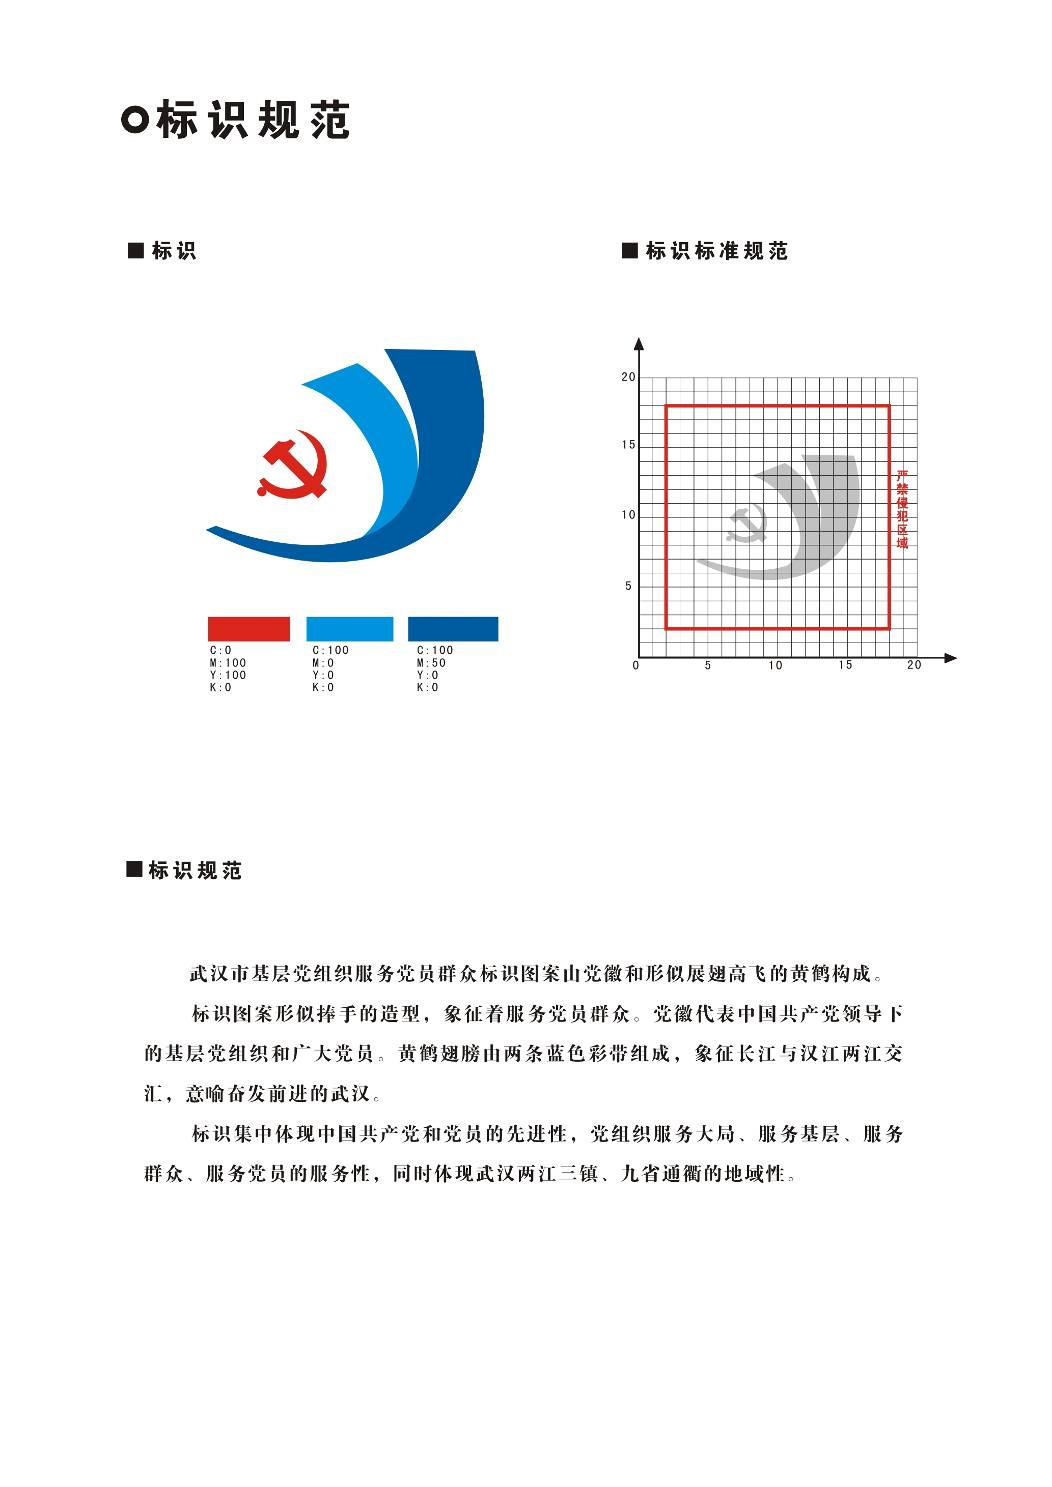 标识规范
■标识
■标识标准规范
20
15
10
5
0 5 10 15 20
严禁侵犯区域
C:0
M:100
Y:100
K:0
C:100
M:0
Y:0
K:0
C:100
M:50
Y:0
K:0
■标识规范
武汉市基层党组织服务党员群众标识图案由党徽和形似展翅高飞的黄鹤构成。
标识图案形似捧手的造型，象征着服务党员群众。党徽代表中国共产党领导下
的基层党组织和广大党员。黄鹤翅膀由两条蓝色彩带组成，象征长江与汉江两江交
汇，意喻奋发前进的武汉。
标识集中体现中国共产党和党员的先进性，党组织服务大局、服务基层、服务
群众、服务党员的服务性，同时体现武汉两江三镇、九省通衢的地域性。